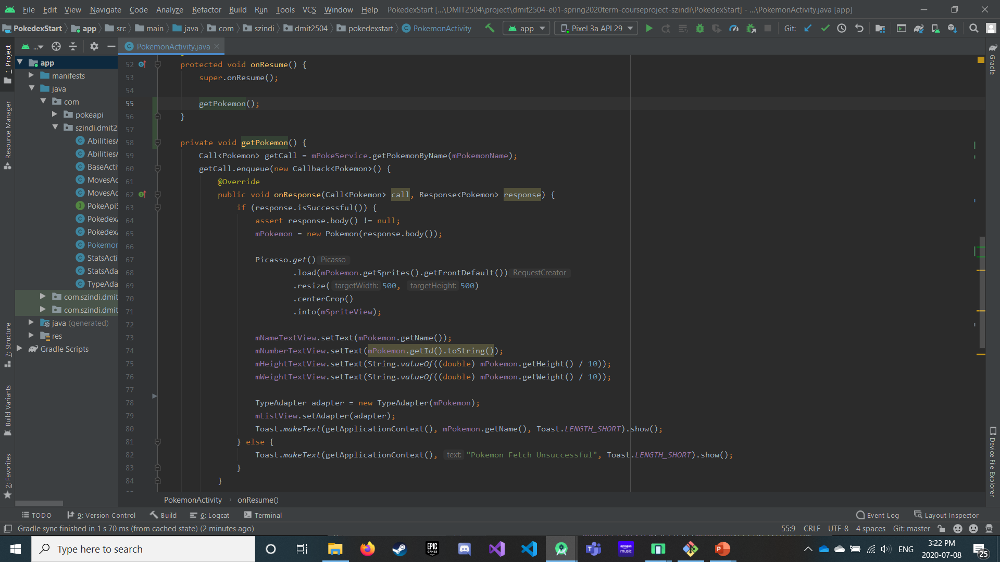 File Edit View Navigate Code Analyze Refactor Build Run Tools VCS Window Help PokedexStart [...\DMIT2504\project\dmit2504-e01-spring2020term-courseproject-szindi\PokedexStart] - ...\PokemonActivity.java [app]
PokedexStart app src main java com szindi dmit2504 pokedexstart PokemonActivity app Pixel 3a API 29 Git:
...
PokemonActivity.java
1: Project
Resource Manager
7: Structure
Build Variants
2: Favorites
app
manifests
java
com
pokeapi
szindi.dmit2
AbilitiesA
AbilitiesA
BaseActi
MovesAc
MovesAc
PokeApiS
PokedexA
PokedexA
Pokemon
StatsActi
StatsAda
TypeAda
com.szindi.dmit
com.szindi.dmit
java (generated)
res
Gradle Scripts
52 protected void onResume() {
53 super.onResume();
54
55 getPokemon();
56 }
57
58 private void getPokemon() {
59 Call<Pokemon> getCall = mPokeService.getPokemonByName(mPokemonName);
60 getCall.enqueue(new Callback<Pokemon>() {
61 @Override
62 public void onResponse(Call<Pokemon> call, Response<Pokemon> response) {
63 if (response.isSuccessful()) {
64 assert response.body() != null;
65 mPokemon = new Pokemon(response.body());
66
67 Picasso.get() Picasso
68 .load(mPokemon.getSprites().getFrontDefault()) RequestCreator
69 .resize( targetWidth: 500, targetHeight: 500)
70 .centerCrop()
71 .into(mSpriteView);
72
73 mNameTextView.setText(mPokemon.getName());
74 mNumberTextView.setText(mPokemon.getId().toString());
75 mHeightTextView.setText(String.valueOf((double) mPokemon.getHeight() / 10));
76 mWeightTextView.setText(String.valueOf((double) mPokemon.getWeight() / 10));
77
78 TypeAdapter adapter = new TypeAdapter(mPokemon);
79 mListView.setAdapter(adapter);
80 Toast.makeText(getApplicationContext(), mPokemon.getName(), Toast.LENGTH_SHORT).show();
81 } else {
82 Toast.makeText(getApplicationContext(), text: "Pokemon Fetch Unsuccessful", Toast.LENGTH_SHORT).show();
83 }
84 }
Gradle
Device File Explorer
PokemonActivity › onResume()
TODO 9: Version Control Build 6: Logcat Terminal Event Log Layout Inspector
Gradle sync finished in 1 s 70 ms (from cached state) (2 minutes ago) 55:9 CRLF UTF-8 4 spaces Git: master
Type here to search
EPIC GAMES
amazon music
ENG
3:22 PM
2020-07-08
25